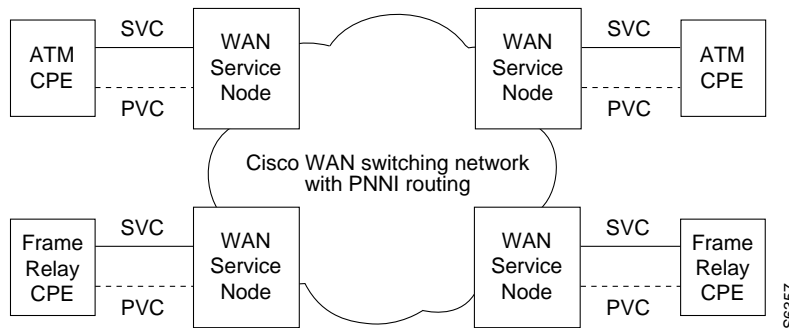 SVC
ATM
CPE
PVC
WAN
Service
Node
WAN
Service
Node
SVC
PVC
ATM
CPE
Cisco WAN switching network
with PNNI routing
Frame
Relay
CPE
SVC
PVC
WAN
Service
Node
WAN
Service
Node
SVC
PVC
Frame
Relay
CPE
S6357